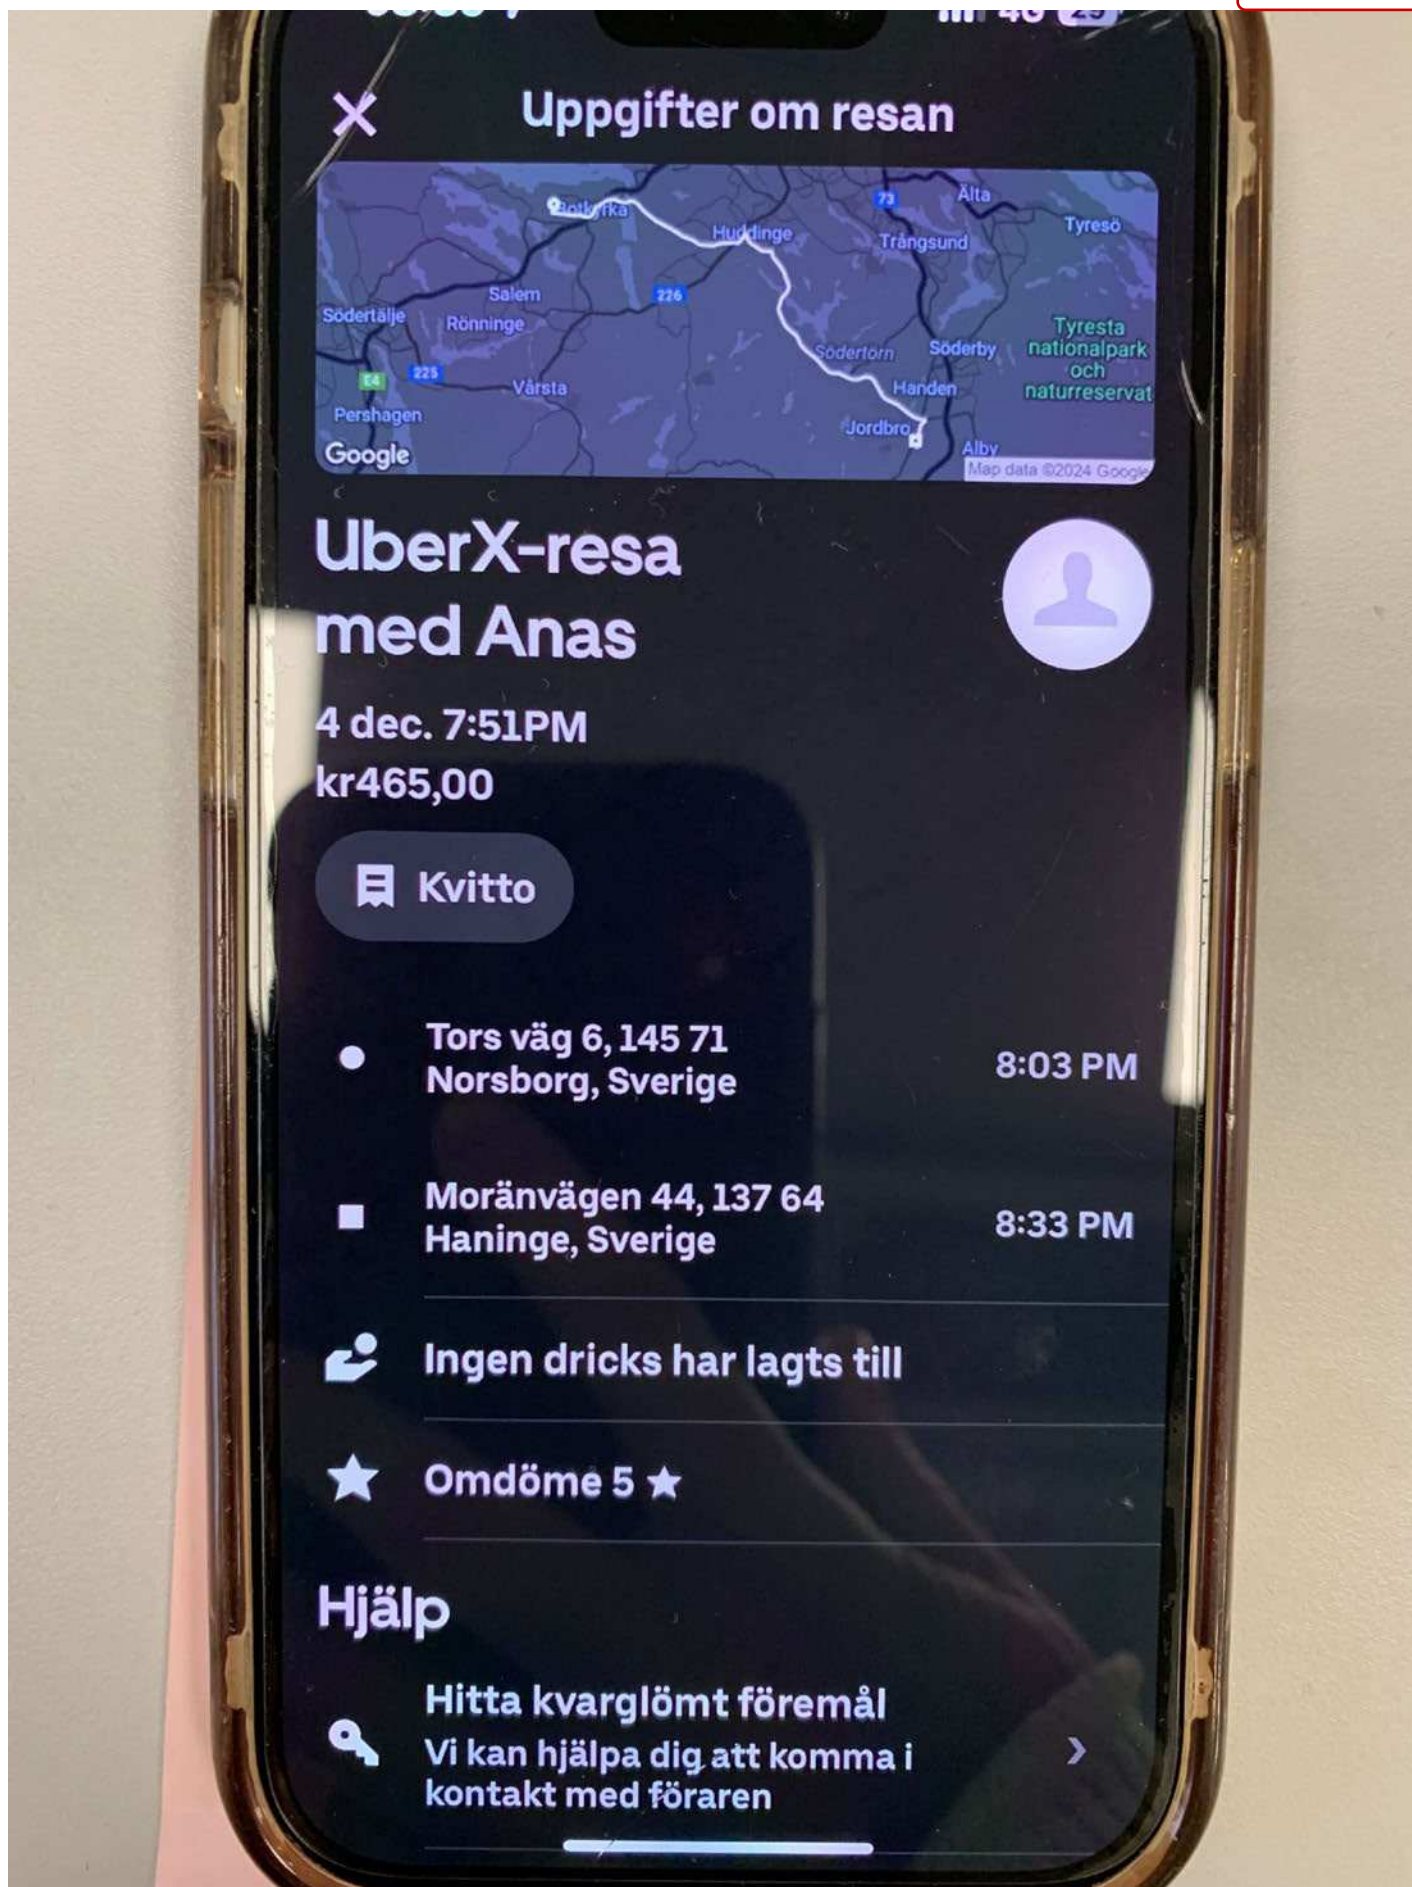 4G 29
Uppgifter om resan
Botkyrka
Huddinge
73
Älta
Trångsund
Tyresö
Salem
226
Södertälje
Rönninge
Södertörn
Söderby
Tyresta
nationalpark
och
naturreservat
E4
225
Vårsta
Handen
Pershagen
Jordbro
Alby
Google
Map data ©2024 Google
UberX-resa
med Anas
4 dec. 7:51PM
kr465,00
Kvitto
Tors väg 6, 145 71
Norsborg, Sverige
8:03 PM
Moränvägen 44, 137 64
Haninge, Sverige
8:33 PM
Ingen dricks har lagts till
Omdöme 5 ★
Hjälp
Hitta kvarglömt föremål
Vi kan hjälpa dig att komma i
kontakt med föraren